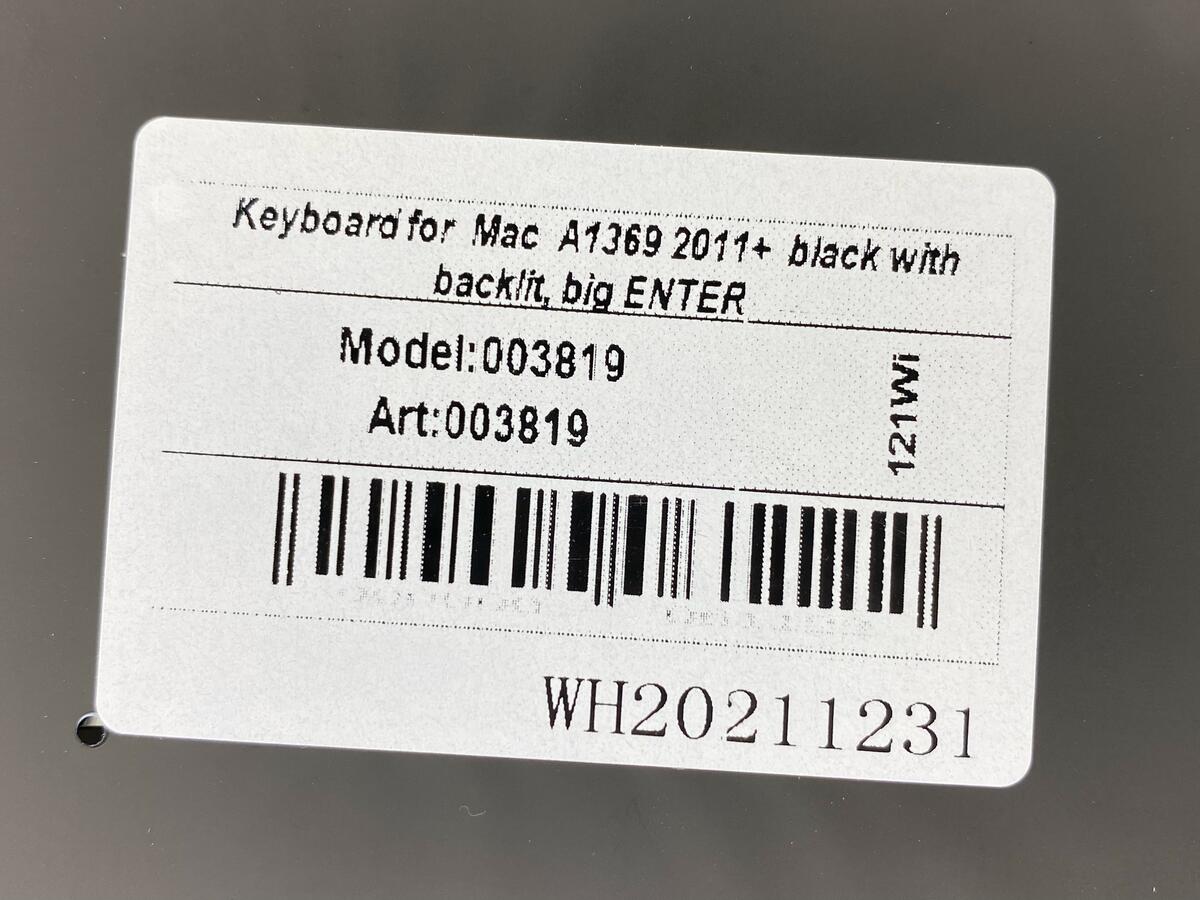 Keyboard for Mac A1369 2011+ black with
backlit, big ENTER
Model:003819
Art:003819
121Wi
WH20211231